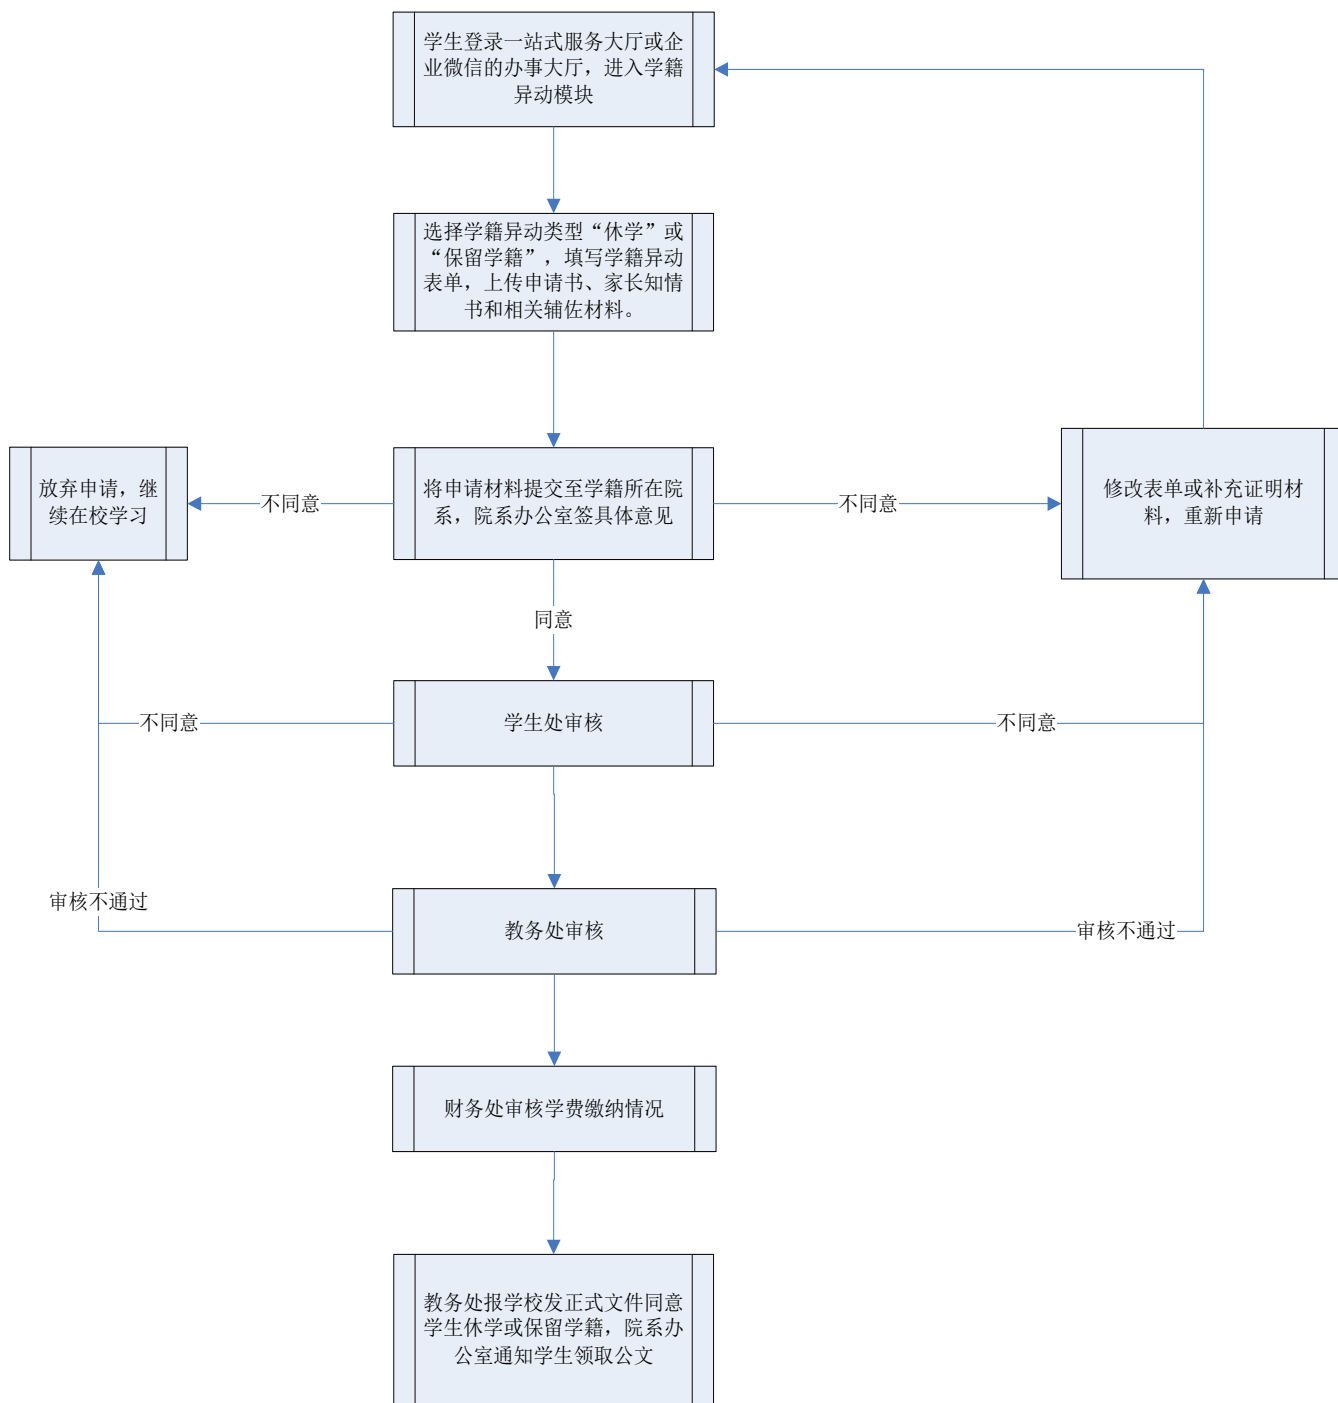 学生登录一站式服务大厅或企
业微信的办事大厅，进入学籍
异动模块
选择学籍异动类型“休学”或
“保留学籍”，填写学籍异动
表单，上传申请书、家长知情
书和相关辅佐材料。
放弃申请，继
续在校学习
不同意
将申请材料提交至学籍所在院
系，院系办公室签具体意见
不同意
修改表单或补充证明材
料，重新申请
同意
不同意
学生处审核
不同意
审核不通过
教务处审核
审核不通过
财务处审核学费缴纳情况
教务处报学校发正式文件同意
学生休学或保留学籍，院系办
公室通知学生领取公文